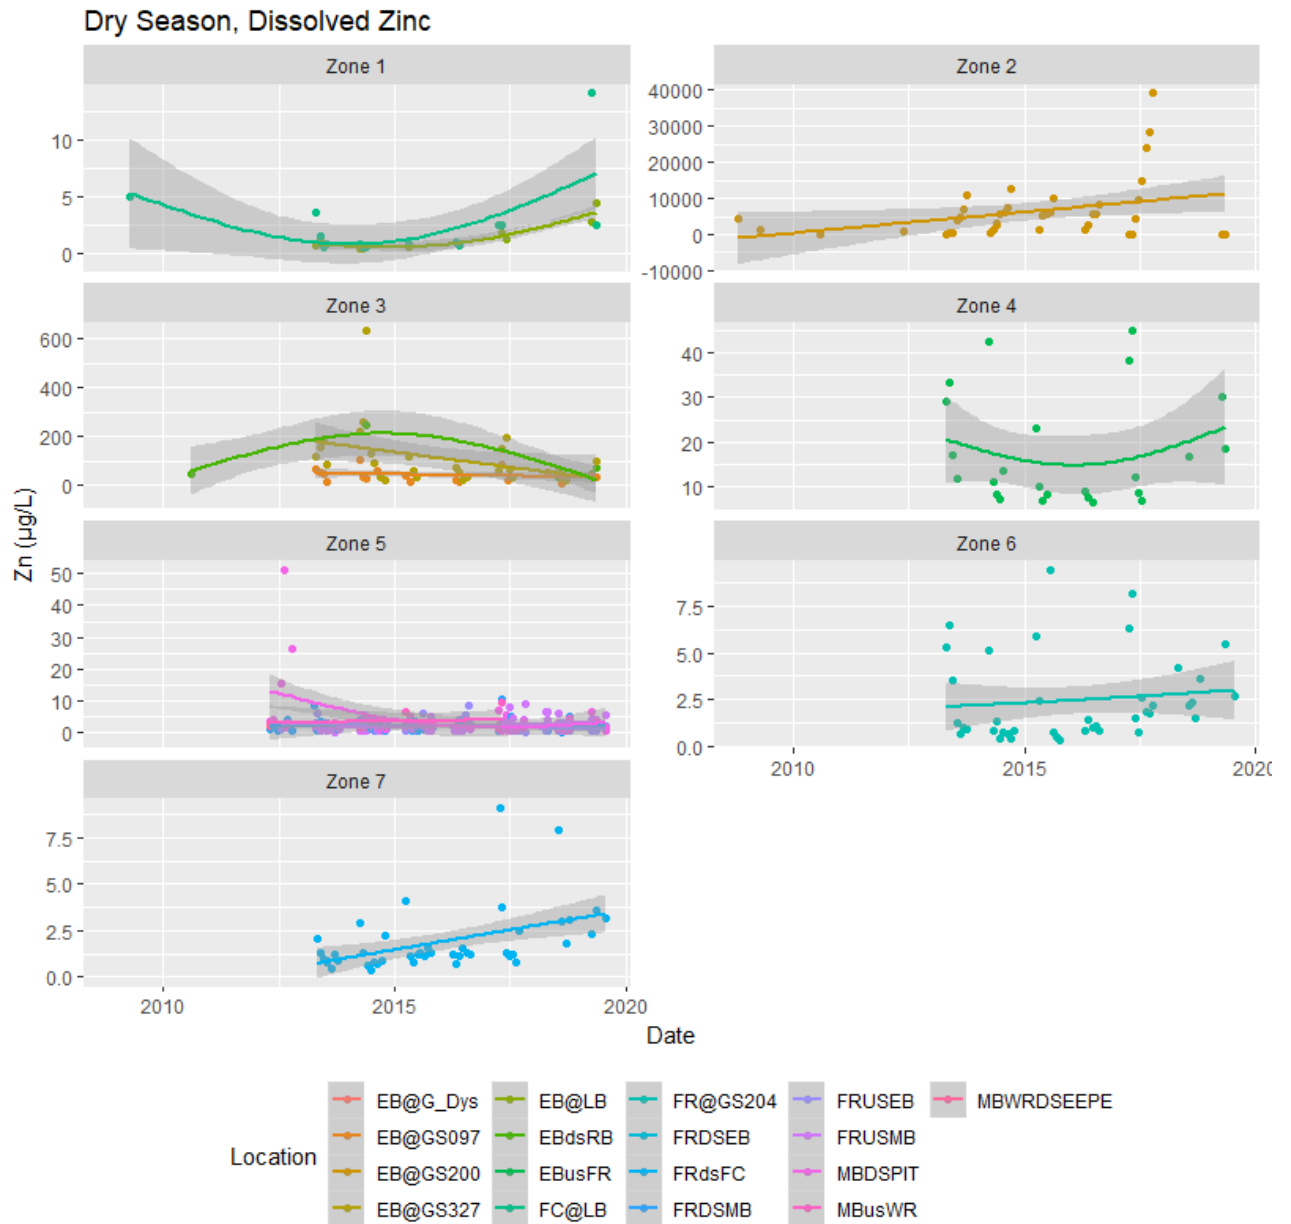 Dry Season, Dissolved Zinc
Zone 1
Zone 2
10
5
0
40000
30000
20000
10000
0
-10000
Zone 3
Zone 4
600
400
200
0
40
30
20
10
Zn (µg/L)
Zone 5
Zone 6
50
40
30
20
10
0
7.5
5.0
2.5
0.0
2010 2015 2020
Zone 7
7.5
5.0
2.5
0.0
2010 2015 2020
Date
Location
EB@G_Dys EB@LB FR@GS204 FRUSEB MBWRDSEEPE
EB@GS097 EBdsRB FRDSEB FRUSMB
EB@GS200 EBusFR FRdsFC MBDSPIT
EB@GS327 FC@LB FRDSMB MBusWR